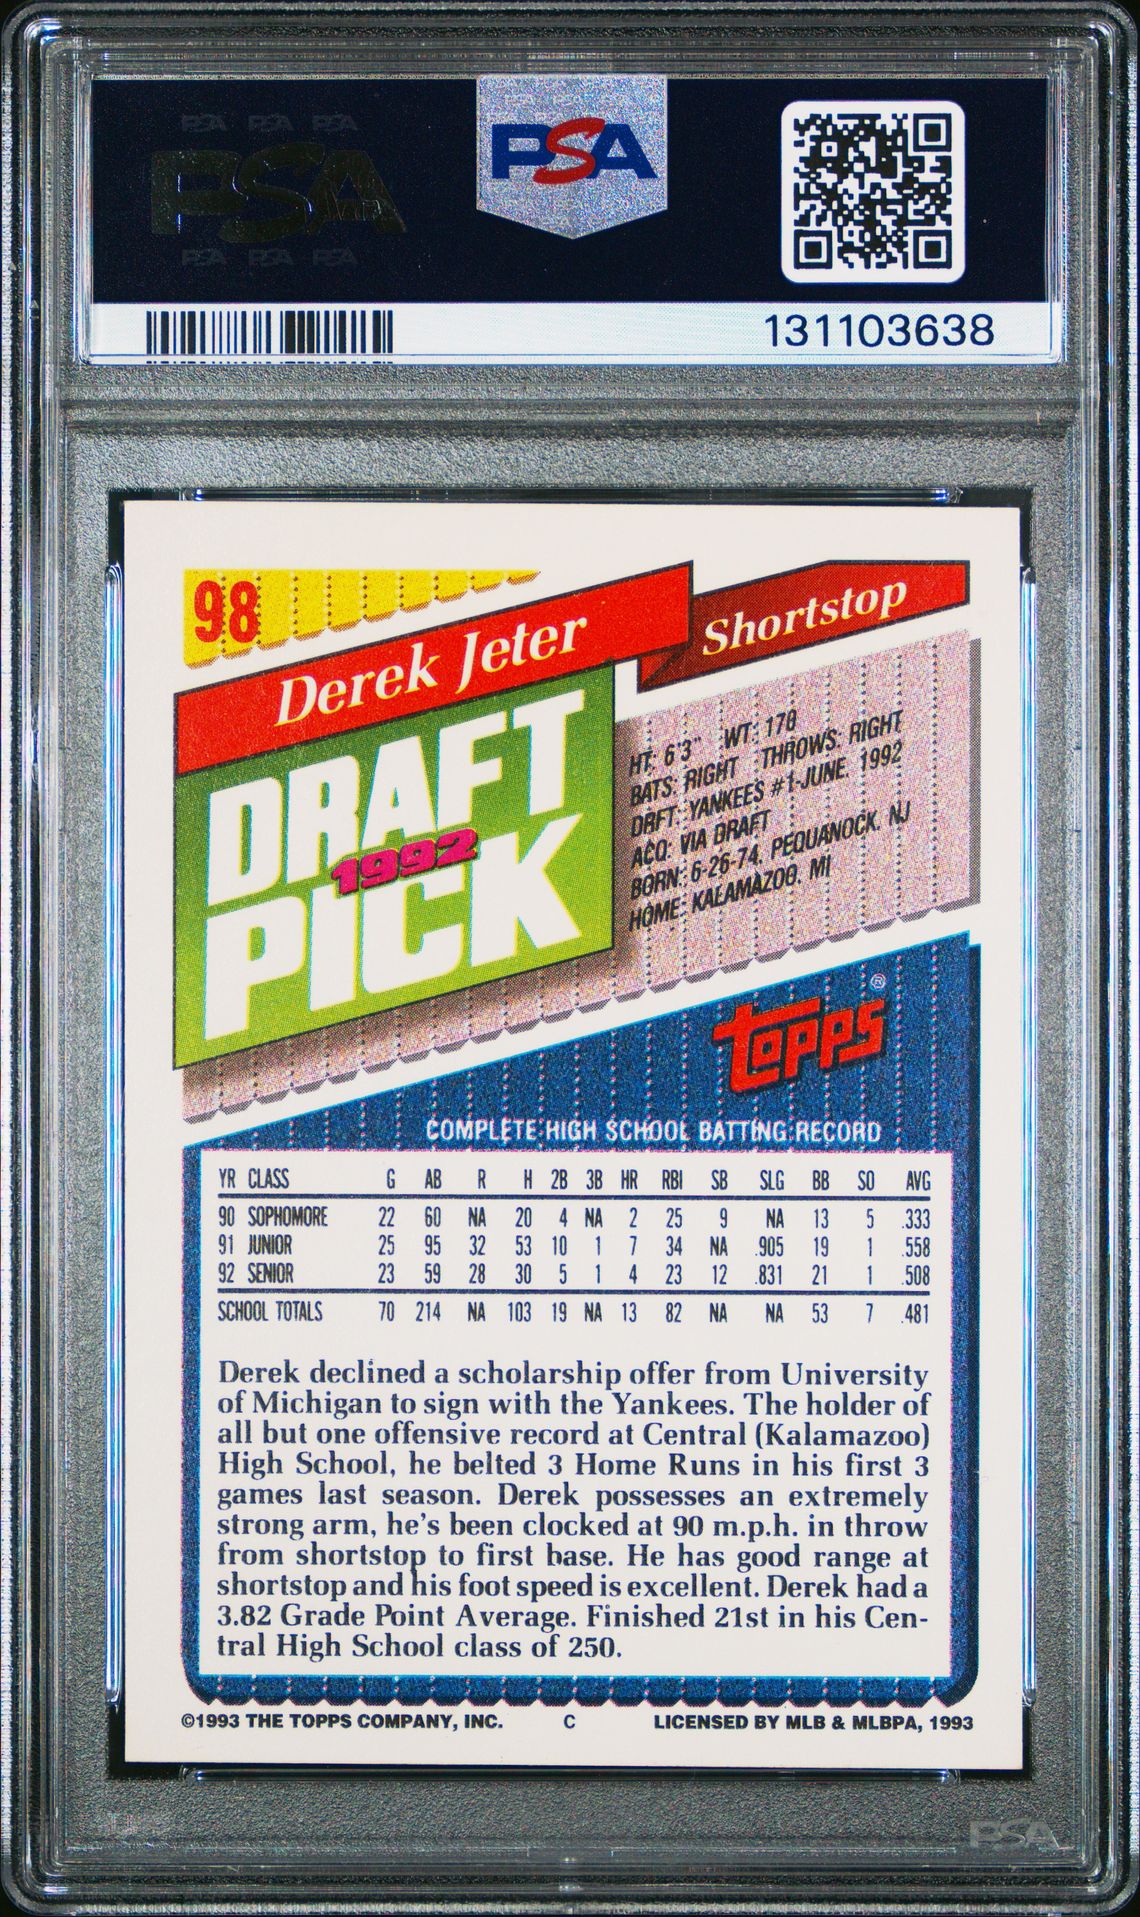 PSA PSA PSA
PSA
PSA
PSA PSA PSA
131103638
98
Derek Jeter
Shortstop
DRAFT
1992
PICK
HT: 6'3" WT: 178
BATS: RIGHT THROWS: RIGHT
DRFT: YANKEES #1-JUNE, 1992
ACQ: VIA DRAFT
BORN: 6-26-74, PEQUANOCK, NJ
HOME: KALAMAZOO, MI
TOPPS®
COMPLETE HIGH SCHOOL BATTING RECORD
YR CLASS G AB R H 2B 3B HR RBI SB SLG BB SO AVG
90 SOPHOMORE 22 60 NA 20 4 NA 2 25 9 NA 13 5 .333
91 JUNIOR 25 95 32 53 10 1 7 34 NA .905 19 1 .558
92 SENIOR 23 59 28 30 5 1 4 23 12 .831 21 1 .508
SCHOOL TOTALS 70 214 NA 103 19 NA 13 82 NA NA 53 7 .481
Derek declined a scholarship offer from University
of Michigan to sign with the Yankees. The holder of
all but one offensive record at Central (Kalamazoo)
High School, he belted 3 Home Runs in his first 3
games last season. Derek possesses an extremely
strong arm, he's been clocked at 90 m.p.h. in throw
from shortstop to first base. He has good range at
shortstop and his foot speed is excellent. Derek had a
3.82 Grade Point Average. Finished 21st in his Cen-
tral High School class of 250.
©1993 THE TOPPS COMPANY, INC. C LICENSED BY MLB & MLBPA, 1993
PSA